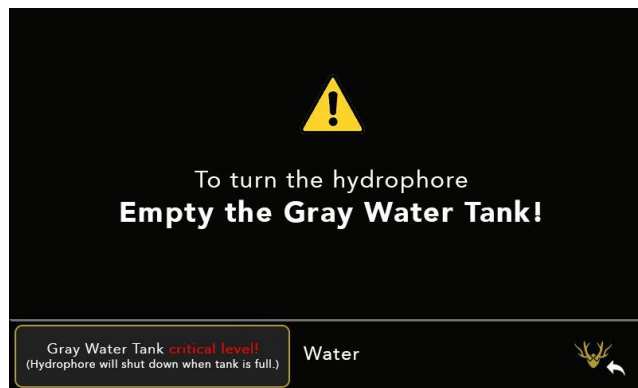 To turn the hydrophore
Empty the Gray Water Tank!
Gray Water Tank critical level!
(Hydrophore will shut down when tank is full.)
Water